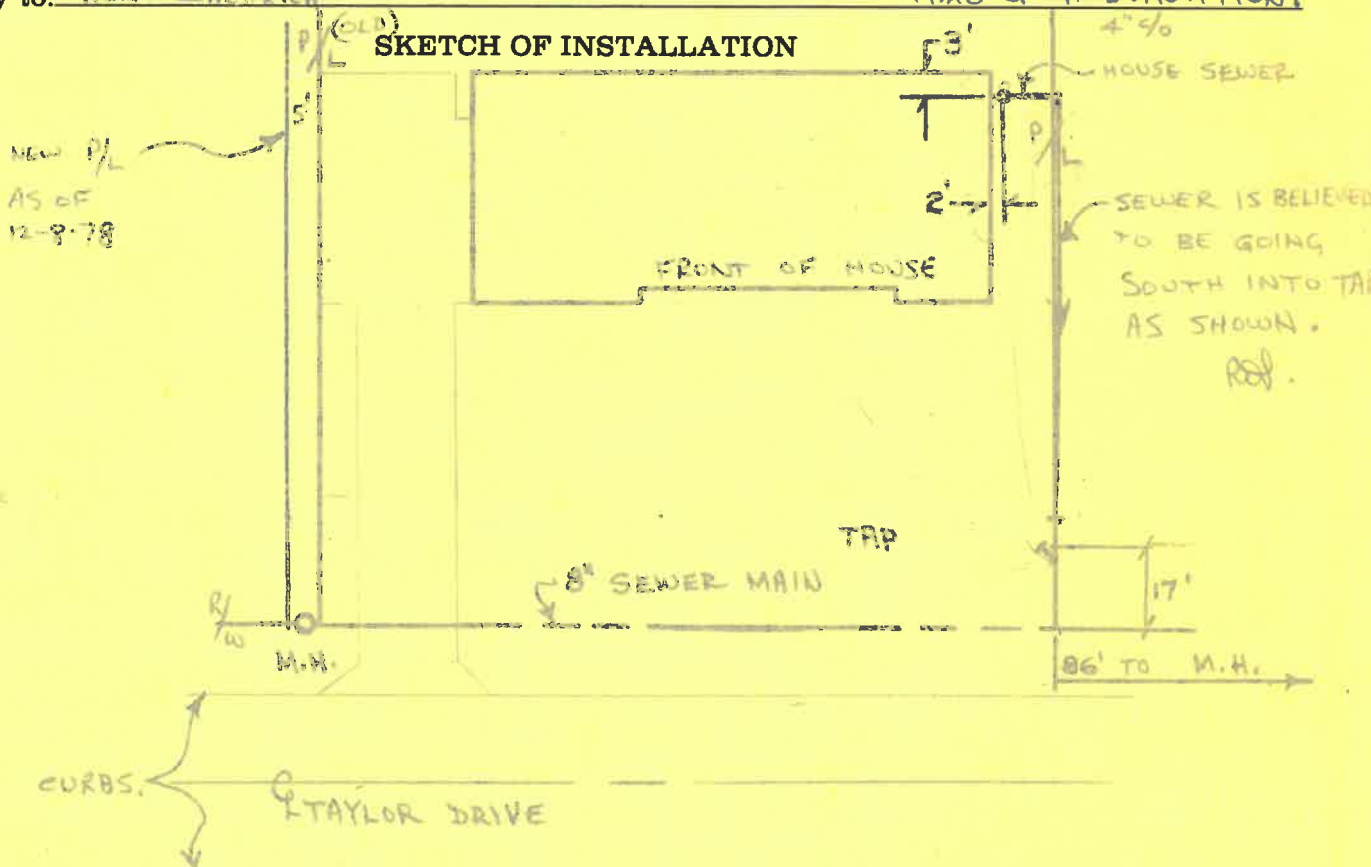 y to:
(OLD)
P/L
SKETCH OF INSTALLATION
3'
4" c/o
HOUSE SEWER
5'
NEW P/L
AS OF
12-8-78
P/L
2'
SEWER IS BELIEVED
TO BE GOING
SOUTH INTO TAP
AS SHOWN.
FRONT OF HOUSE
TAP
8" SEWER MAIN
17'
R/W
M.H.
86' TO M.H.
CURBS.
℄ TAYLOR DRIVE